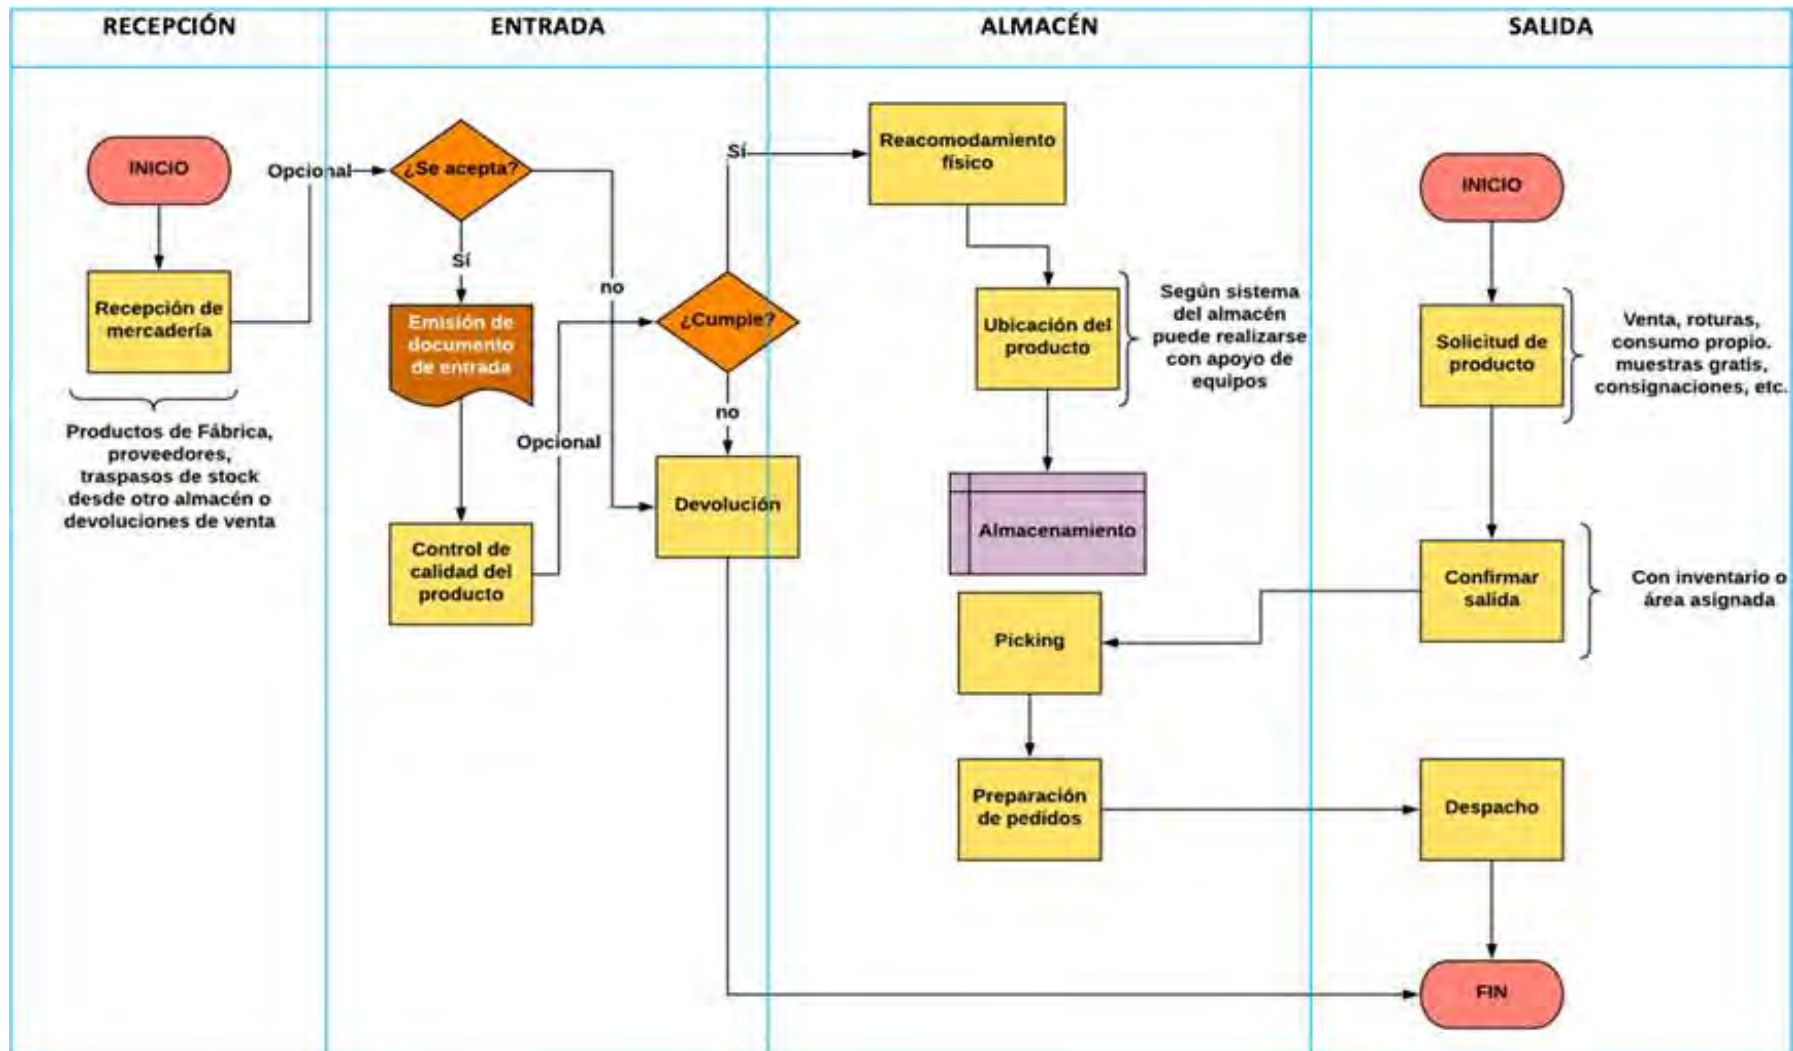 RECEPCIÓN
ENTRADA
ALMACÉN
SALIDA
INICIO
Recepción de
mercadería
Productos de Fábrica,
proveedores,
traspasos de stock
desde otro almacén o
devoluciones de venta
Opcional
¿Se acepta?
Sí
no
Emisión de
documento
de entrada
Control de
calidad del
producto
Opcional
¿Cumple?
Sí
no
Devolución
Reacomodamiento
físico
Ubicación del
producto
Según sistema
del almacén
puede realizarse
con apoyo de
equipos
Almacenamiento
Picking
Preparación
de pedidos
INICIO
Solicitud de
producto
Venta, roturas,
consumo propio.
muestras gratis,
consignaciones, etc.
Confirmar
salida
Con inventario o
área asignada
Despacho
FIN